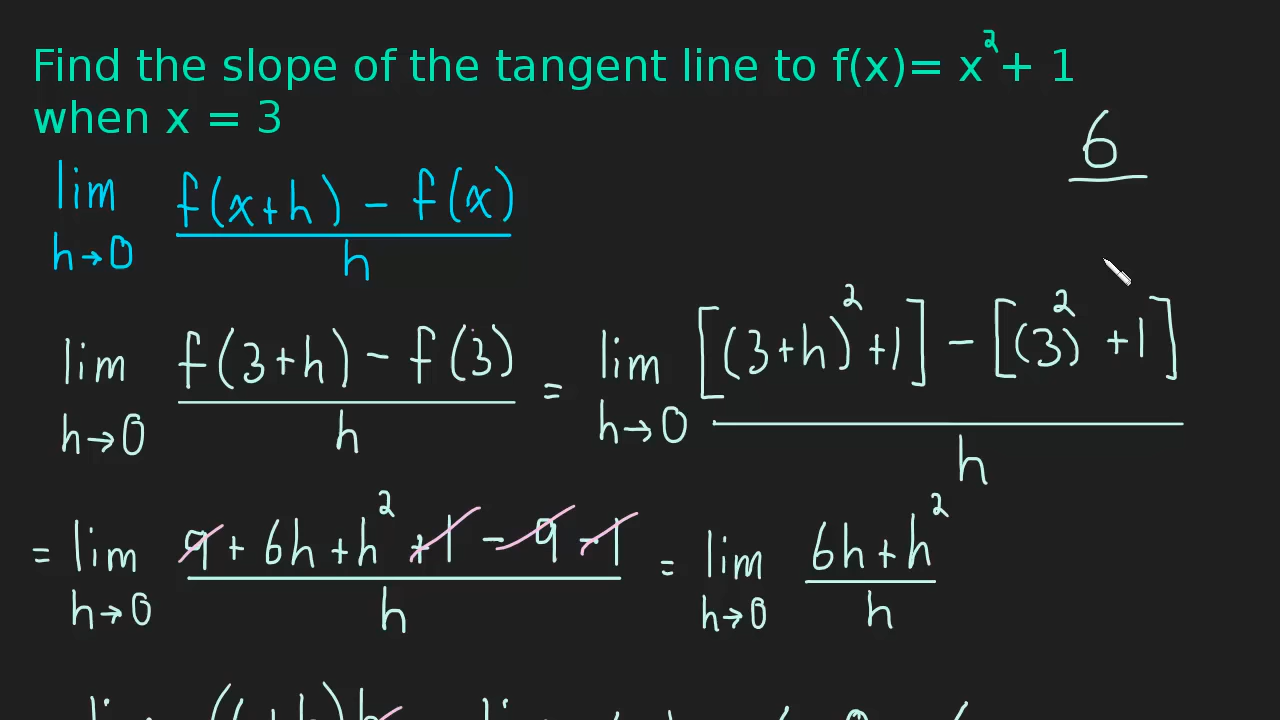 Find the slope of the tangent line to f(x)= x² + 1
when x = 3
6
lim h→0 f(x+h) - f(x) / h
lim h→0 f(3+h) - f(3) / h = lim h→0 [(3+h)² +1] - [(3)² +1] / h
= lim h→0 9 + 6h + h² + 1 - 9 - 1 / h = lim h→0 6h + h² / h